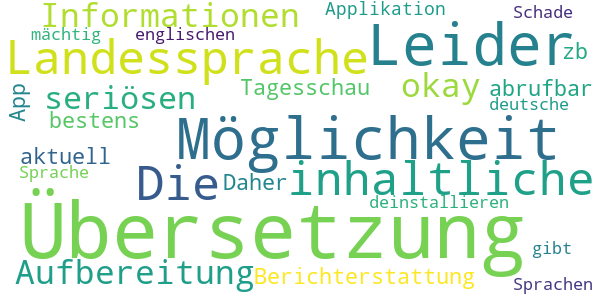 Informationen Applikation Schade
mächtig englischen Leider zb
Landessprache
App seriösen Tagesschau okay abrufbar
bestens deutsche
Möglichkeit
aktuell Die Daher inhaltliche
Sprache
Übersetzung deinstallieren
gibt
Aufbereitung Berichterstattung Sprachen